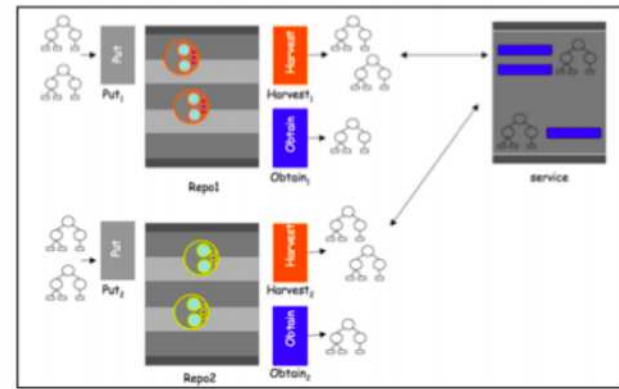 Put
Put1
Repo1
Harvest
Harvest1
Obtain
Obtain1
service
Put
Put2
Repo2
Harvest
Harvest2
Obtain
Obtain2